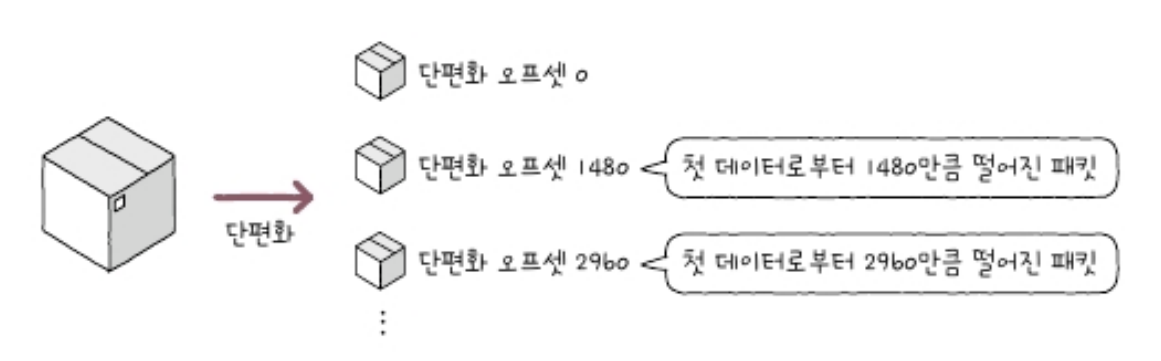 단편화 오프셋 0
단편화 오프셋 1480
첫 데이터로부터 1480만큼 떨어진 패킷
단편화
단편화 오프셋 2960
첫 데이터로부터 2960만큼 떨어진 패킷